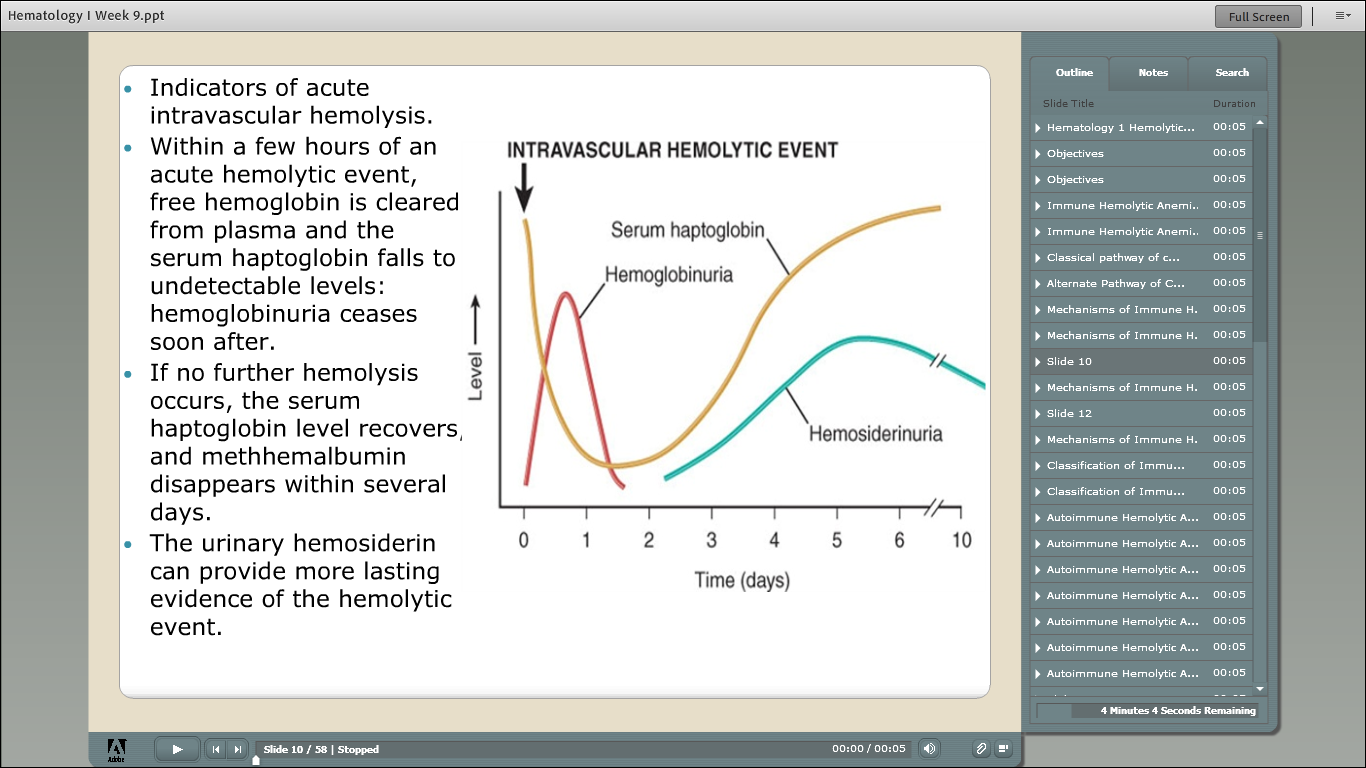 Hematology I Week 9.ppt
Full Screen
Indicators of acute
intravascular hemolysis.
Within a few hours of an
acute hemolytic event,
free hemoglobin is cleared
from plasma and the
serum haptoglobin falls to
undetectable levels:
hemoglobinuria ceases
soon after.
If no further hemolysis
occurs, the serum
haptoglobin level recovers,
and methhemalbumin
disappears within several
days.
The urinary hemosiderin
can provide more lasting
evidence of the hemolytic
event.
INTRAVASCULAR HEMOLYTIC EVENT
Serum haptoglobin
Hemoglobinuria
Level
Hemosiderinuria
0 1 2 3 4 5 6 10
Time (days)
Outline Notes Search
Slide Title Duration
Hematology 1 Hemolytic... 00:05
Objectives 00:05
Objectives 00:05
Immune Hemolytic Anemi.. 00:05
Immune Hemolytic Anemi.. 00:05
Classical pathway of c... 00:05
Alternate Pathway of C... 00:05
Mechanisms of Immune H. 00:05
Mechanisms of Immune H. 00:05
Slide 10 00:05
Mechanisms of Immune H. 00:05
Slide 12 00:05
Mechanisms of Immune H. 00:05
Classification of Immu... 00:05
Classification of Immu... 00:05
Autoimmune Hemolytic A... 00:05
Autoimmune Hemolytic A... 00:05
Autoimmune Hemolytic A... 00:05
Autoimmune Hemolytic A... 00:05
Autoimmune Hemolytic A... 00:05
Autoimmune Hemolytic A... 00:05
Autoimmune Hemolytic A... 00:05
4 Minutes 4 Seconds Remaining
Adobe
Slide 10 / 58 | Stopped
00:00 / 00:05